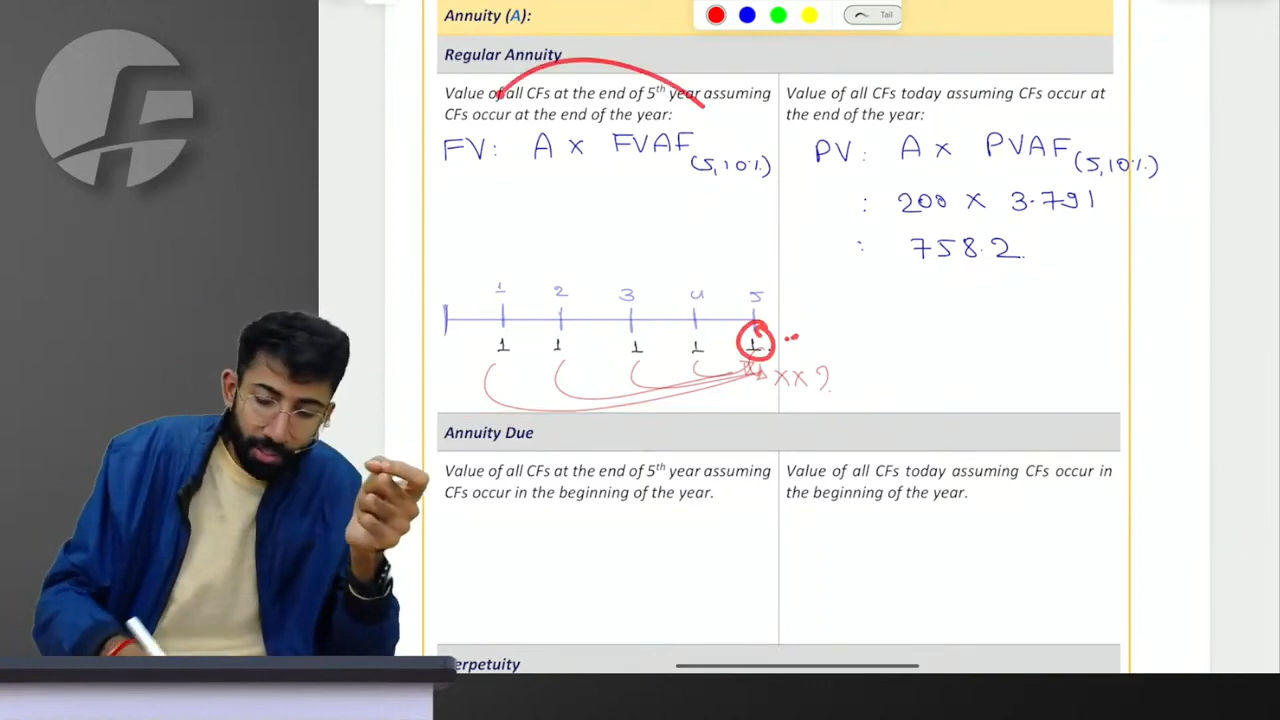 Annuity (A):
Tail
Regular Annuity
Value of all CFs at the end of 5th year assuming
CFs occur at the end of the year:
FV: A x FVAF(5,10%)
1 2 3 4 5
1 1 1 1 1
xx?
Value of all CFs today assuming CFs occur at
the end of the year:
PV: A x PVAF(5,10%)
: 200 x 3.791
: 758.2
Annuity Due
Value of all CFs at the end of 5th year assuming
CFs occur in the beginning of the year.
Value of all CFs today assuming CFs occur in
the beginning of the year.
erpetuity